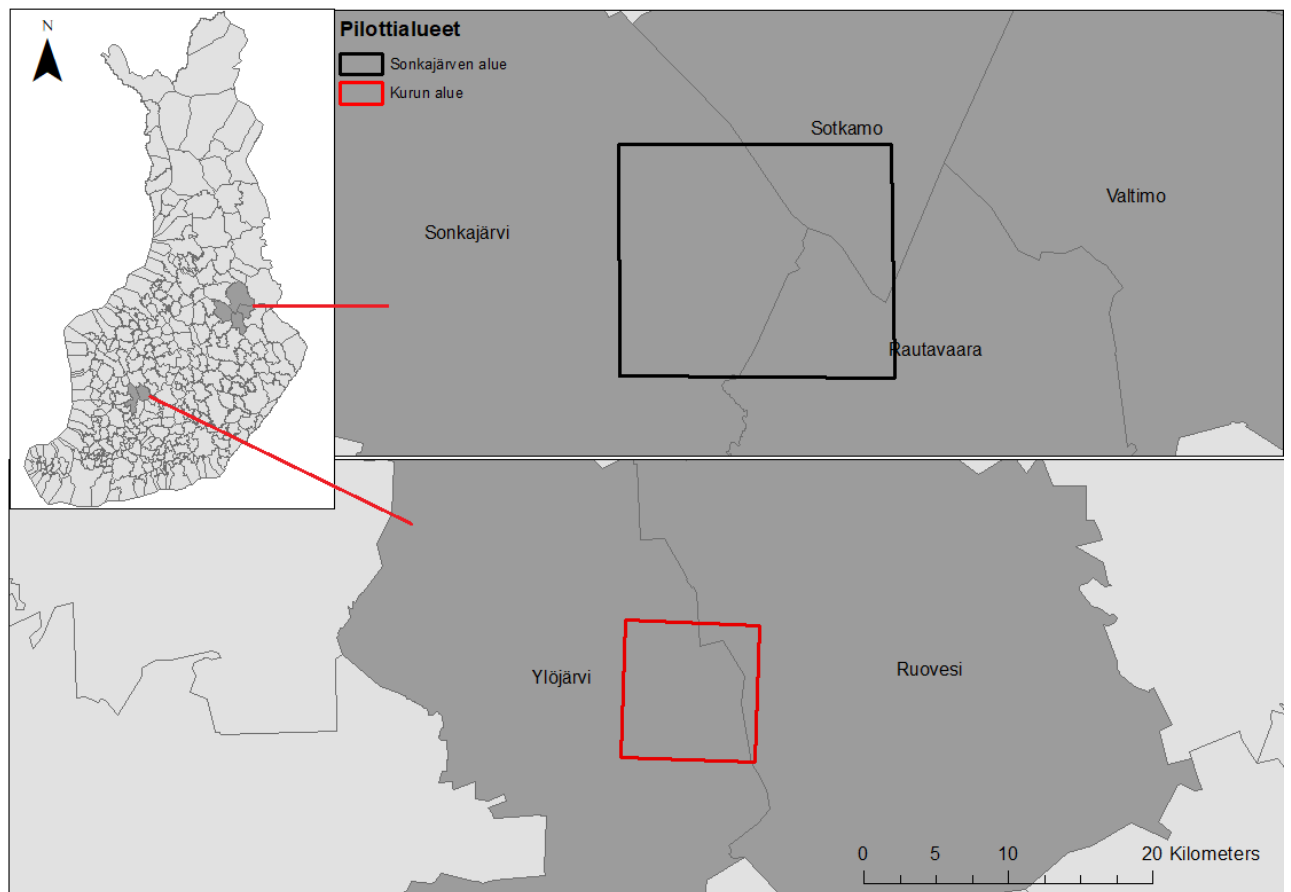 N
Pilottialueet
Sonkajärven alue
Kurun alue
Sotkamo
Valtimo
Sonkajärvi
Rautavaara
Ylöjärvi
Ruovesi
0 5 10 20 Kilometers